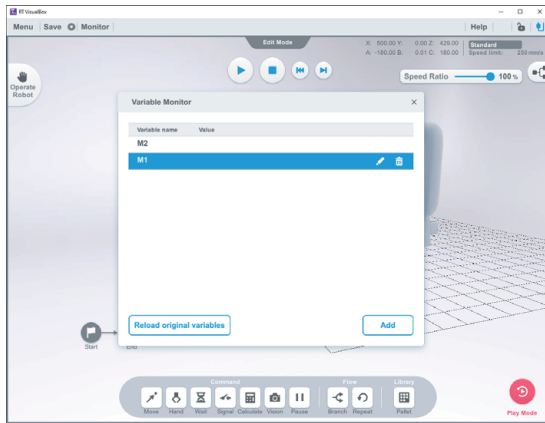 RT VisualBox
Menu Save Monitor Help
Edit Mode
X: 500.00 Y: 0.00 Z: 429.00
A: -180.00 B: 0.01 C: 180.00
Standard
Speed limit: 250 mm/s
Operate
Robot
Speed Ratio 100 %
Variable Monitor
Variable name Value
M2
M1
Reload original variables
Add
Start
End
Command Flow Library
Move Hand Wait Signal Calculate Vision Pause Branch Repeat Pallet
Play Mode